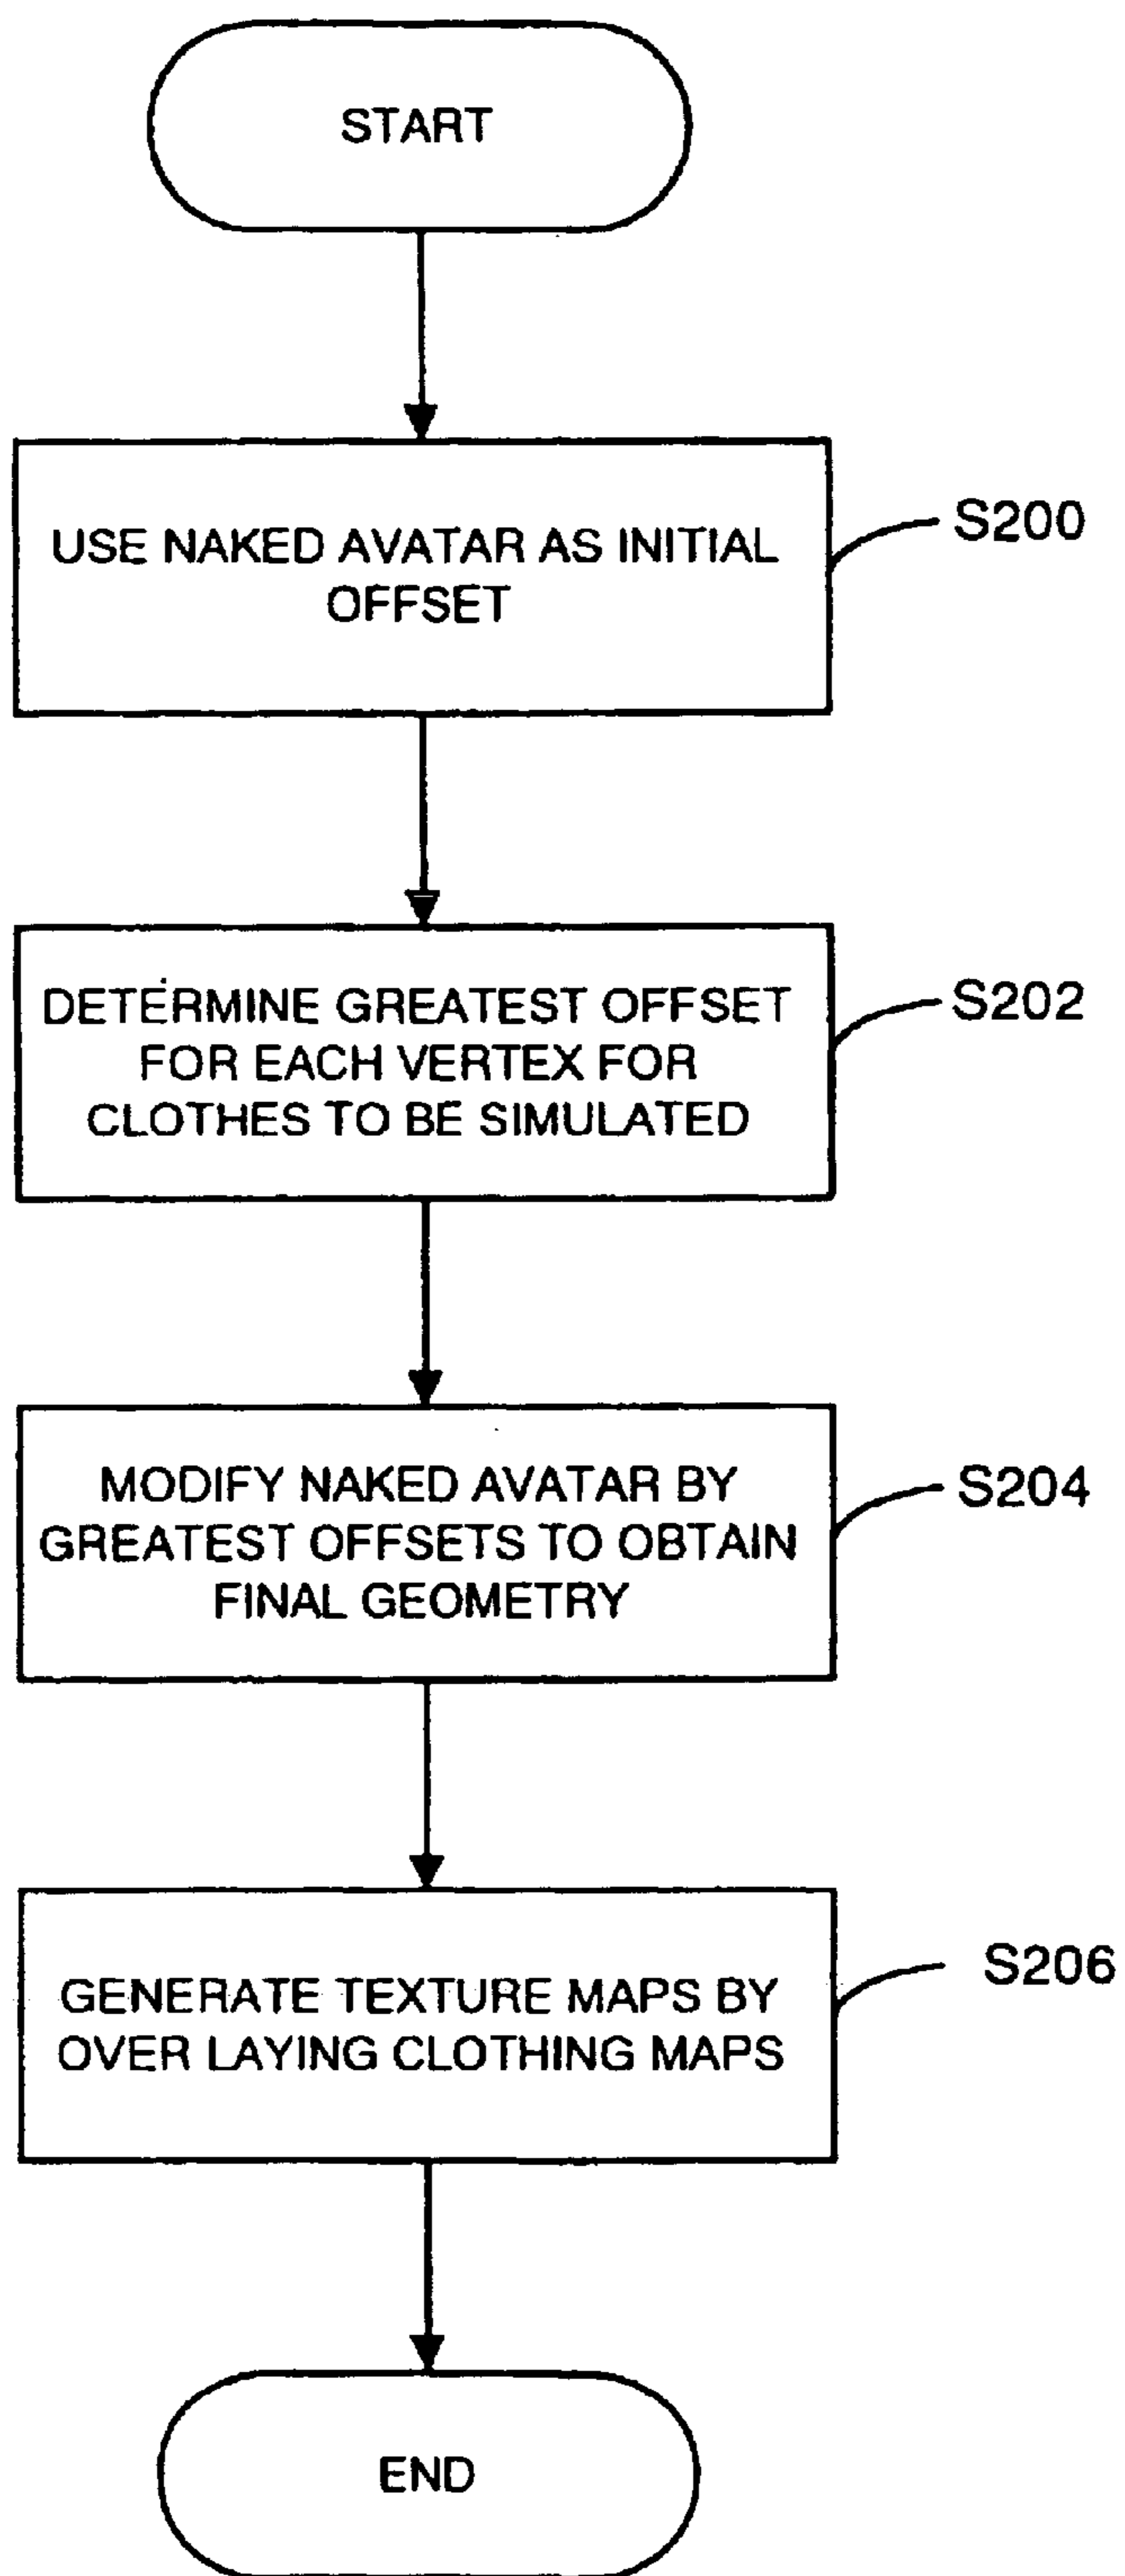 START
USE NAKED AVATAR AS INITIAL
OFFSET
S200
DETERMINE GREATEST OFFSET
FOR EACH VERTEX FOR
CLOTHES TO BE SIMULATED
S202
MODIFY NAKED AVATAR BY
GREATEST OFFSETS TO OBTAIN
FINAL GEOMETRY
S204
GENERATE TEXTURE MAPS BY
OVER LAYING CLOTHING MAPS
S206
END